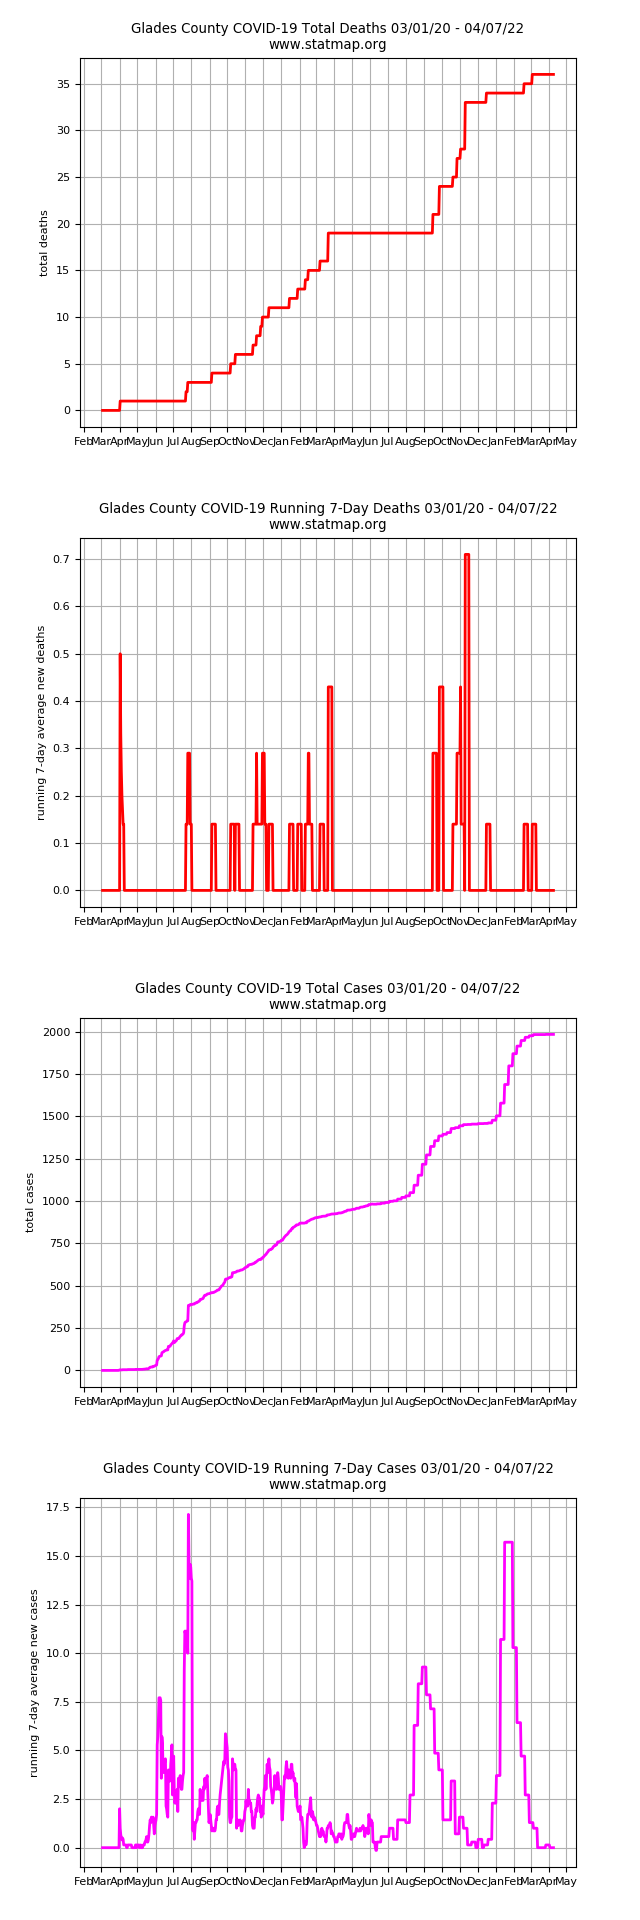 Glades County COVID-19 Total Deaths 03/01/20 - 04/07/22
www.statmap.org
35
30
25
20
15
10
5
0
total deaths
Feb Mar Apr May Jun Jul Aug Sep Oct Nov Dec Jan Feb Mar Apr May Jun Jul Aug Sep Oct Nov Dec Jan Feb Mar Apr May
Glades County COVID-19 Running 7-Day Deaths 03/01/20 - 04/07/22
www.statmap.org
0.7
0.6
0.5
0.4
0.3
0.2
0.1
0.0
running 7-day average new deaths
Feb Mar Apr May Jun Jul Aug Sep Oct Nov Dec Jan Feb Mar Apr May Jun Jul Aug Sep Oct Nov Dec Jan Feb Mar Apr May
Glades County COVID-19 Total Cases 03/01/20 - 04/07/22
www.statmap.org
2000
1750
1500
1250
1000
750
500
250
0
total cases
Feb Mar Apr May Jun Jul Aug Sep Oct Nov Dec Jan Feb Mar Apr May Jun Jul Aug Sep Oct Nov Dec Jan Feb Mar Apr May
Glades County COVID-19 Running 7-Day Cases 03/01/20 - 04/07/22
www.statmap.org
17.5
15.0
12.5
10.0
7.5
5.0
2.5
0.0
running 7-day average new cases
Feb Mar Apr May Jun Jul Aug Sep Oct Nov Dec Jan Feb Mar Apr May Jun Jul Aug Sep Oct Nov Dec Jan Feb Mar Apr May